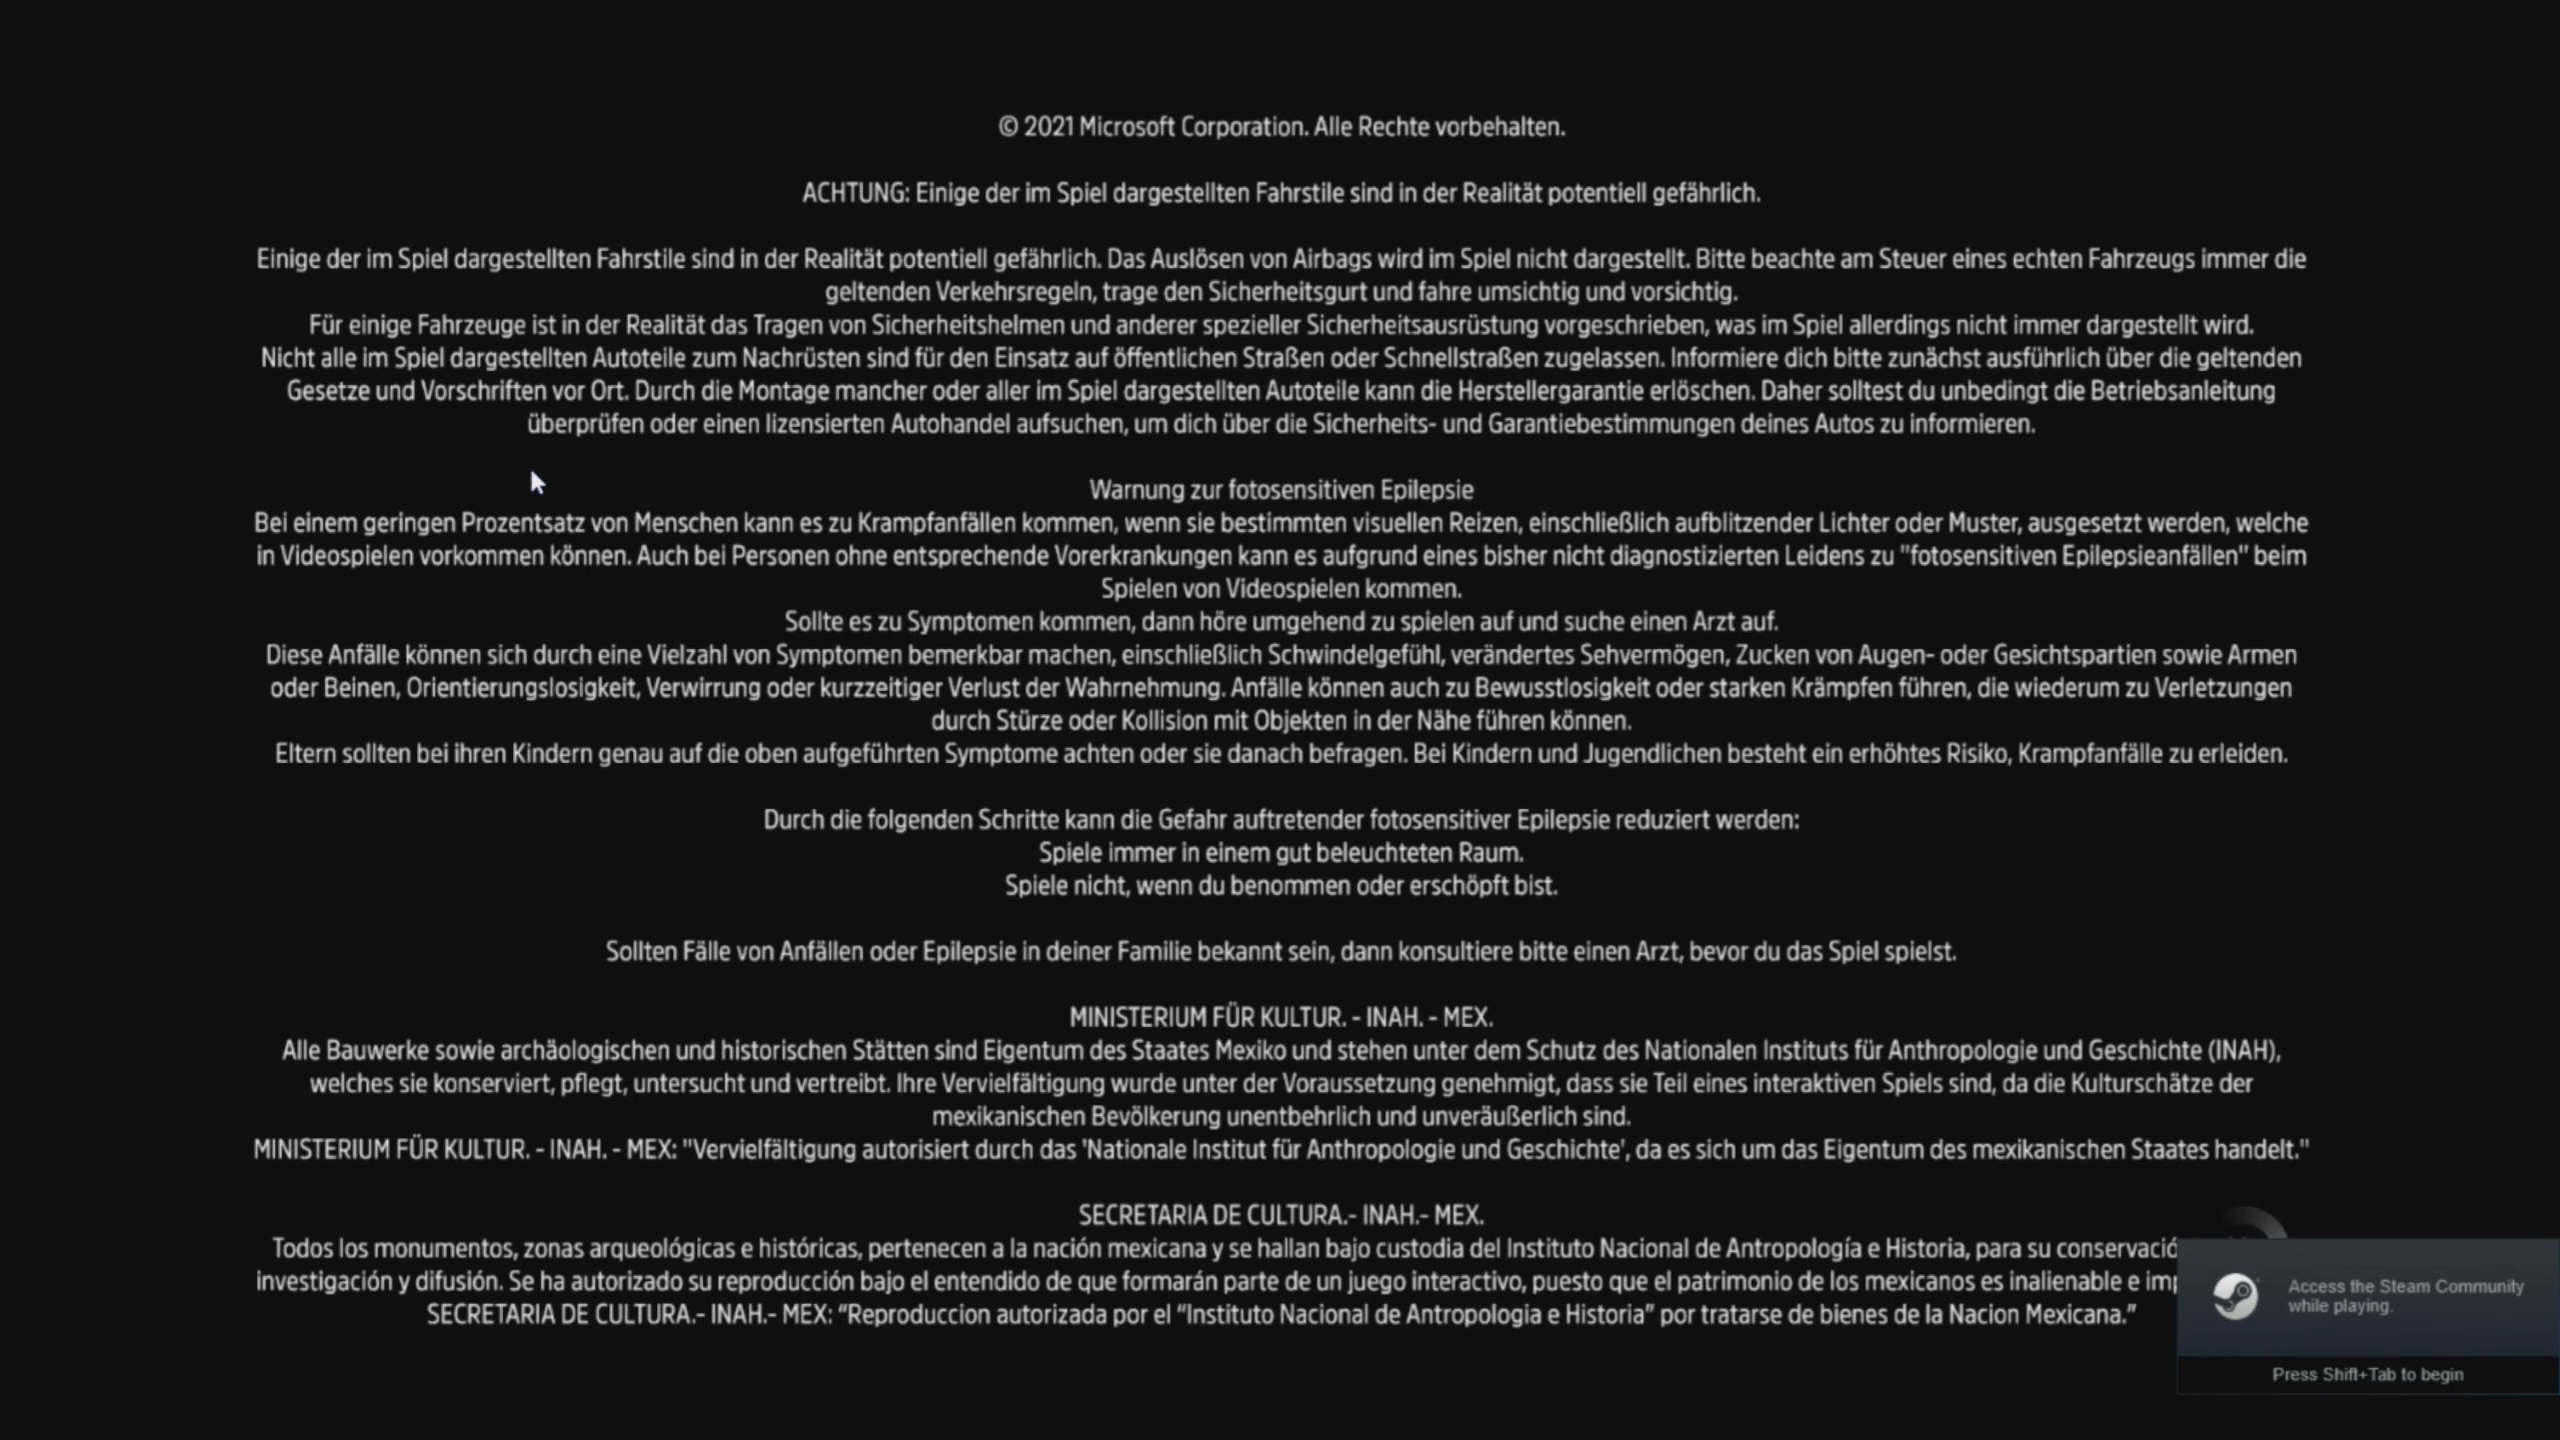 © 2021 Microsoft Corporation. Alle Rechte vorbehalten.
ACHTUNG: Einige der im Spiel dargestellten Fahrstile sind in der Realität potentiell gefährlich.
Einige der im Spiel dargestellten Fahrstile sind in der Realität potentiell gefährlich. Das Auslösen von Airbags wird im Spiel nicht dargestellt. Bitte beachte am Steuer eines echten Fahrzeugs immer die
geltenden Verkehrsregeln, trage den Sicherheitsgurt und fahre umsichtig und vorsichtig.
Für einige Fahrzeuge ist in der Realität das Tragen von Sicherheitshelmen und anderer spezieller Sicherheitsausrüstung vorgeschrieben, was im Spiel allerdings nicht immer dargestellt wird.
Nicht alle im Spiel dargestellten Autoteile zum Nachrüsten sind für den Einsatz auf öffentlichen Straßen oder Schnellstraßen zugelassen. Informiere dich bitte zunächst ausführlich über die geltenden
Gesetze und Vorschriften vor Ort. Durch die Montage mancher oder aller im Spiel dargestellten Autoteile kann die Herstellergarantie erlöschen. Daher solltest du unbedingt die Betriebsanleitung
überprüfen oder einen lizensierten Autohandel aufsuchen, um dich über die Sicherheits- und Garantiebestimmungen deines Autos zu informieren.
Warnung zur fotosensitiven Epilepsie
Bei einem geringen Prozentsatz von Menschen kann es zu Krampfanfällen kommen, wenn sie bestimmten visuellen Reizen, einschließlich aufblitzender Lichter oder Muster, ausgesetzt werden, welche
in Videospielen vorkommen können. Auch bei Personen ohne entsprechende Vorerkrankungen kann es aufgrund eines bisher nicht diagnostizierten Leidens zu "fotosensitiven Epilepsieanfällen" beim
Spielen von Videospielen kommen.
Sollte es zu Symptomen kommen, dann höre umgehend zu spielen auf und suche einen Arzt auf.
Diese Anfälle können sich durch eine Vielzahl von Symptomen bemerkbar machen, einschließlich Schwindelgefühl, verändertes Sehvermögen, Zucken von Augen- oder Gesichtspartien sowie Armen
oder Beinen, Orientierungslosigkeit, Verwirrung oder kurzzeitiger Verlust der Wahrnehmung. Anfälle können auch zu Bewusstlosigkeit oder starken Krämpfen führen, die wiederum zu Verletzungen
durch Stürze oder Kollision mit Objekten in der Nähe führen können.
Eltern sollten bei ihren Kindern genau auf die oben aufgeführten Symptome achten oder sie danach befragen. Bei Kindern und Jugendlichen besteht ein erhöhtes Risiko, Krampfanfälle zu erleiden.
Durch die folgenden Schritte kann die Gefahr auftretender fotosensitiver Epilepsie reduziert werden:
Spiele immer in einem gut beleuchteten Raum.
Spiele nicht, wenn du benommen oder erschöpft bist.
Sollten Fälle von Anfällen oder Epilepsie in deiner Familie bekannt sein, dann konsultiere bitte einen Arzt, bevor du das Spiel spielst.
MINISTERIUM FÜR KULTUR. - INAH. - MEX.
Alle Bauwerke sowie archäologischen und historischen Stätten sind Eigentum des Staates Mexiko und stehen unter dem Schutz des Nationalen Instituts für Anthropologie und Geschichte (INAH),
welches sie konserviert, pflegt, untersucht und vertreibt. Ihre Vervielfältigung wurde unter der Voraussetzung genehmigt, dass sie Teil eines interaktiven Spiels sind, da die Kulturschätze der
mexikanischen Bevölkerung unentbehrlich und unveräußerlich sind.
MINISTERIUM FÜR KULTUR. - INAH. - MEX: "Vervielfältigung autorisiert durch das 'Nationale Institut für Anthropologie und Geschichte', da es sich um das Eigentum des mexikanischen Staates handelt."
SECRETARIA DE CULTURA.- INAH.- MEX.
Todos los monumentos, zonas arqueológicas e históricas, pertenecen a la nación mexicana y se hallan bajo custodia del Instituto Nacional de Antropología e Historia, para su conservació
investigación y difusión. Se ha autorizado su reproducción bajo el entendido de que formarán parte de un juego interactivo, puesto que el patrimonio de los mexicanos es inalienable e imp
SECRETARIA DE CULTURA.- INAH.- MEX: “Reproduccion autorizada por el “Instituto Nacional de Antropologia e Historia” por tratarse de bienes de la Nacion Mexicana.”
Access the Steam Community
while playing.
Press Shift+Tab to begin